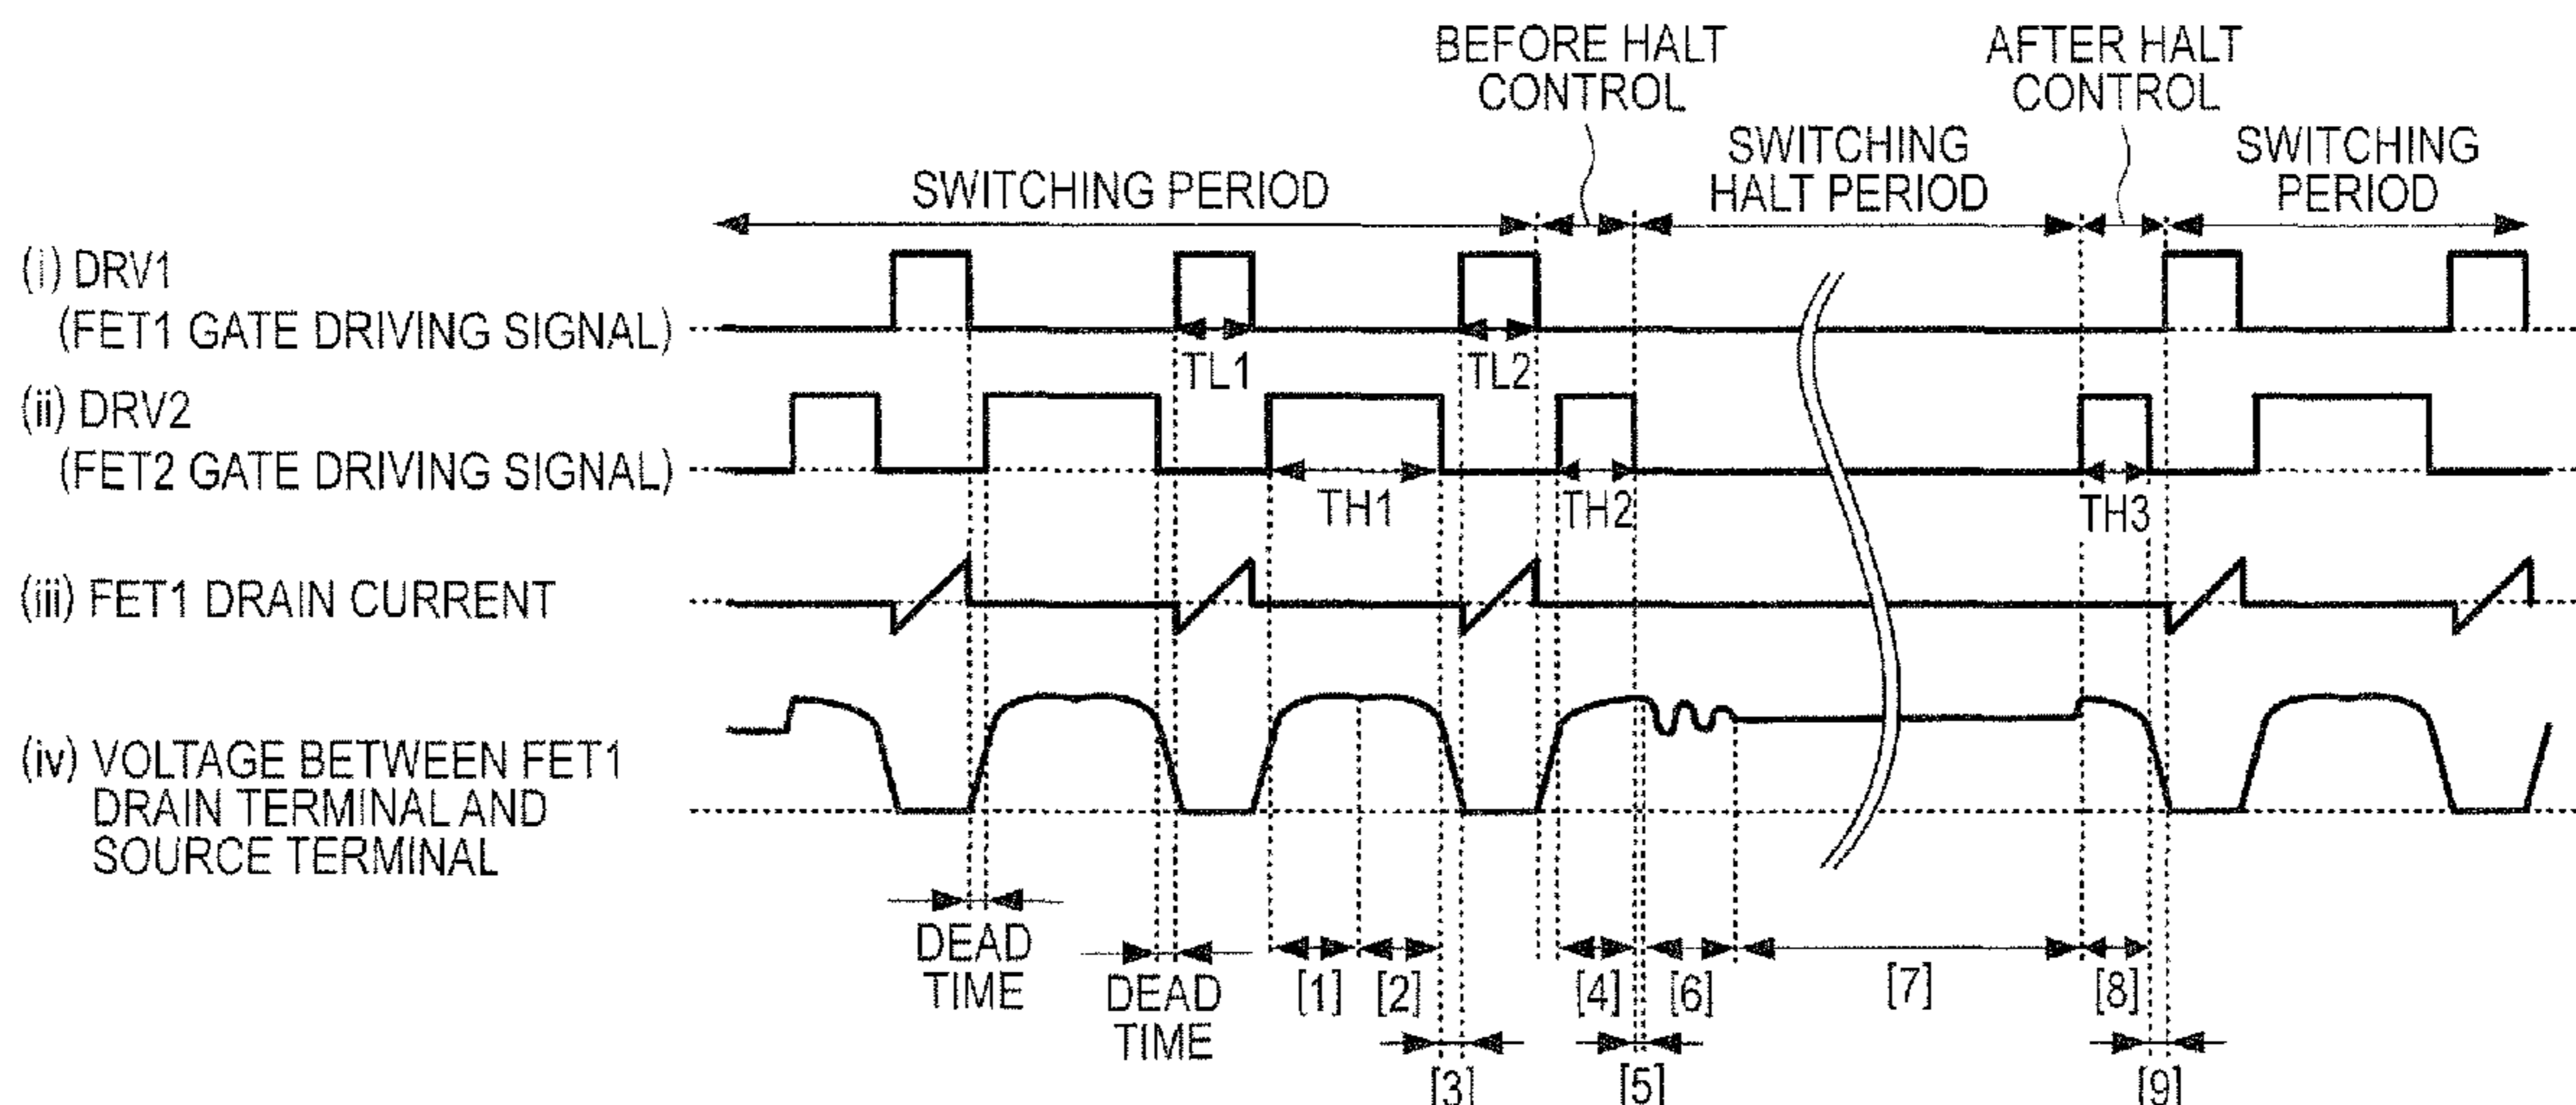 BEFORE HALT
CONTROL
AFTER HALT
CONTROL
SWITCHING PERIOD
SWITCHING
HALT PERIOD
SWITCHING
PERIOD
(i) DRV1
(FET1 GATE DRIVING SIGNAL)
TL1
TL2
(ii) DRV2
(FET2 GATE DRIVING SIGNAL)
TH1
TH2
TH3
(iii) FET1 DRAIN CURRENT
(iv) VOLTAGE BETWEEN FET1
DRAIN TERMINAL AND
SOURCE TERMINAL
DEAD
TIME
DEAD
TIME
[1]
[2]
[3]
[4]
[5]
[6]
[7]
[8]
[9]